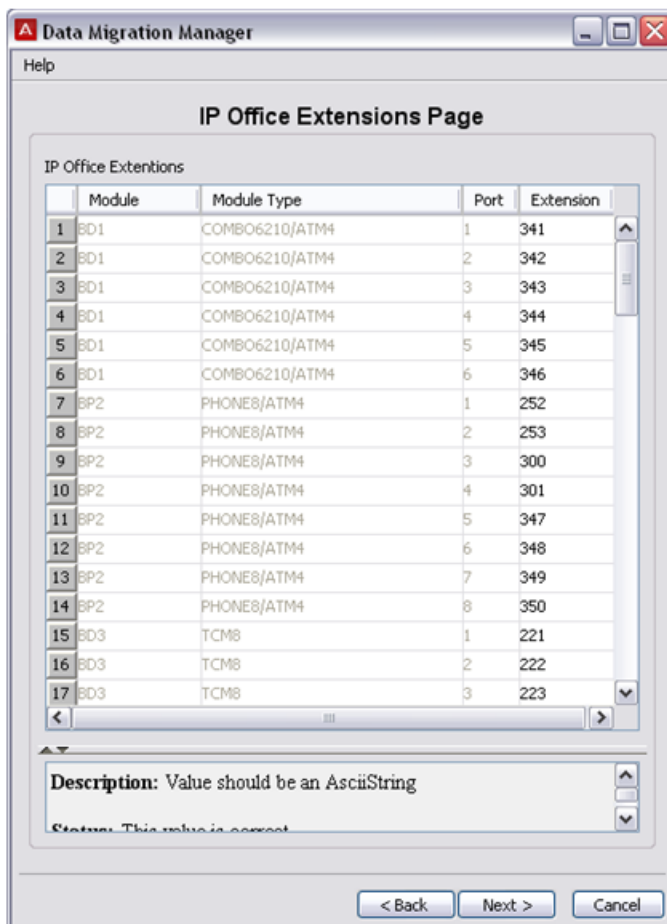 A Data Migration Manager
Help
IP Office Extensions Page
IP Office Extentions
Module Module Type Port Extension
1 BD1 COMBO6210/ATM4 1 341
2 BD1 COMBO6210/ATM4 2 342
3 BD1 COMBO6210/ATM4 3 343
4 BD1 COMBO6210/ATM4 4 344
5 BD1 COMBO6210/ATM4 5 345
6 BD1 COMBO6210/ATM4 6 346
7 BP2 PHONE8/ATM4 1 252
8 BP2 PHONE8/ATM4 2 253
9 BP2 PHONE8/ATM4 3 300
10 BP2 PHONE8/ATM4 4 301
11 BP2 PHONE8/ATM4 5 347
12 BP2 PHONE8/ATM4 6 348
13 BP2 PHONE8/ATM4 7 349
14 BP2 PHONE8/ATM4 8 350
15 BD3 TCM8 1 221
16 BD3 TCM8 2 222
17 BD3 TCM8 3 223
Description: Value should be an AsciiString
Status: This value is correct
< Back Next > Cancel